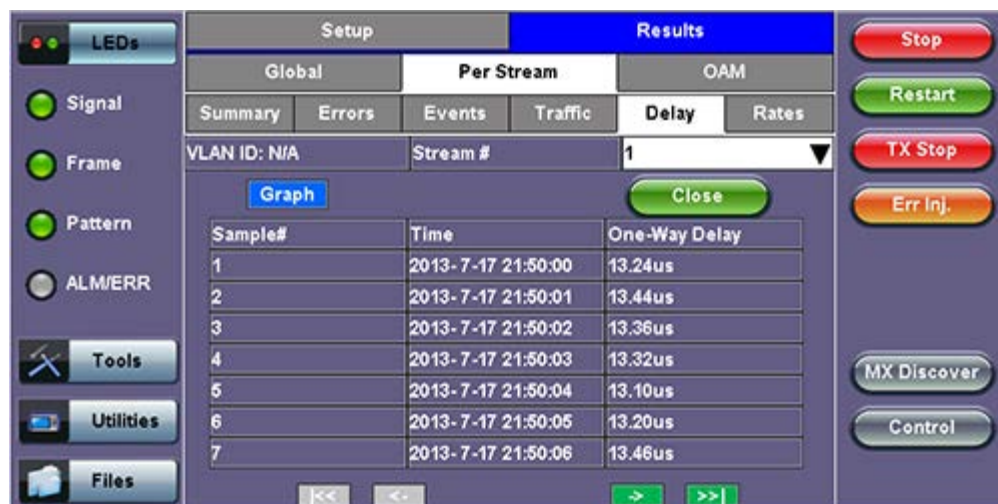 LEDs
Signal
Frame
Pattern
ALM/ERR
Tools
Utilities
Files
Setup Results
Global Per Stream OAM
Summary Errors Events Traffic Delay Rates
VLAN ID: N/A Stream # 1
Graph Close
Sample# Time One-Way Delay
1 2013- 7-17 21:50:00 13.24us
2 2013- 7-17 21:50:01 13.44us
3 2013- 7-17 21:50:02 13.36us
4 2013- 7-17 21:50:03 13.32us
5 2013- 7-17 21:50:04 13.10us
6 2013- 7-17 21:50:05 13.20us
7 2013- 7-17 21:50:06 13.46us
|<< <- -> >>|
Stop
Restart
TX Stop
Err Inj.
MX Discover
Control